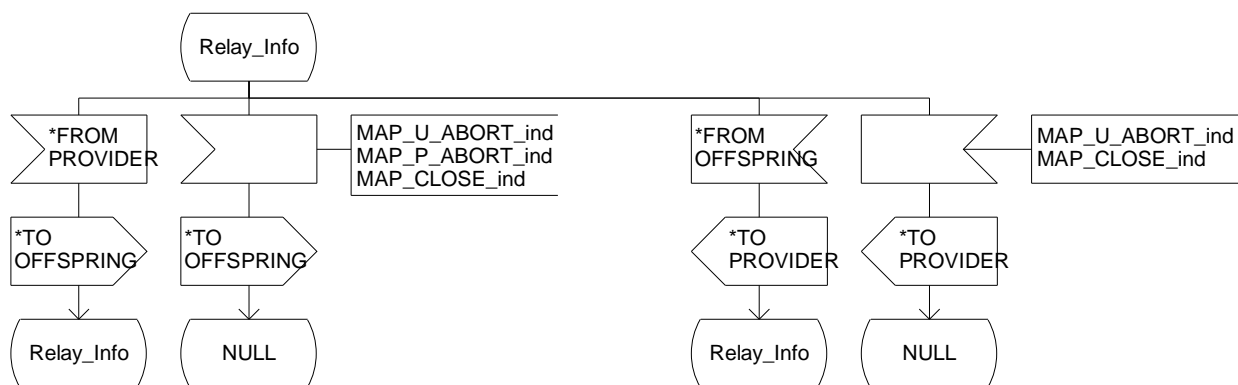 Relay_Info
*FROM
PROVIDER
MAP_U_ABORT_ind
MAP_P_ABORT_ind
MAP_CLOSE_ind
*FROM
OFFSPRING
MAP_U_ABORT_ind
MAP_CLOSE_ind
*TO
OFFSPRING
*TO
OFFSPRING
*TO
PROVIDER
*TO
PROVIDER
Relay_Info
NULL
Relay_Info
NULL